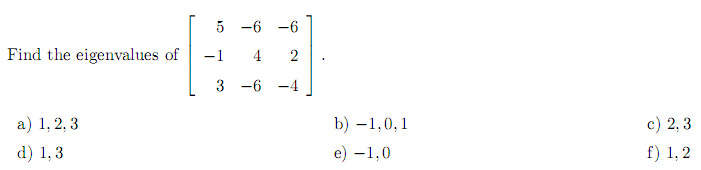 Find the eigenvalues of [ 5 −6 −6
−1 4 2
3 −6 −4 ] .
a) 1, 2, 3 b) −1, 0, 1 c) 2, 3
d) 1, 3 e) −1, 0 f) 1, 2